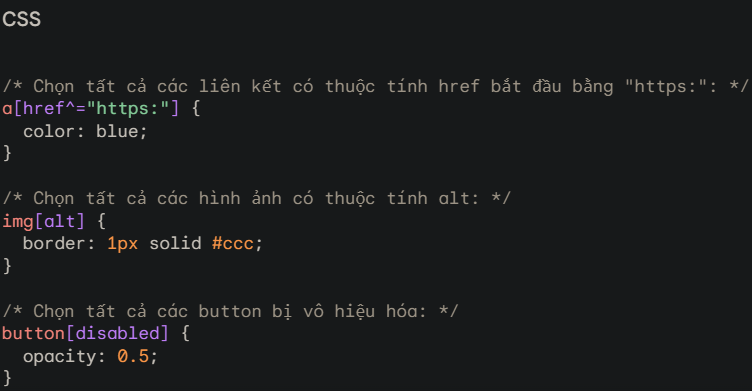 CSS
/* Chọn tất cả các liên kết có thuộc tính href bắt đầu bằng "https:": */
a[href^="https:"] {
  color: blue;
}
/* Chọn tất cả các hình ảnh có thuộc tính alt: */
img[alt] {
  border: 1px solid #ccc;
}
/* Chọn tất cả các button bị vô hiệu hóa: */
button[disabled] {
  opacity: 0.5;
}